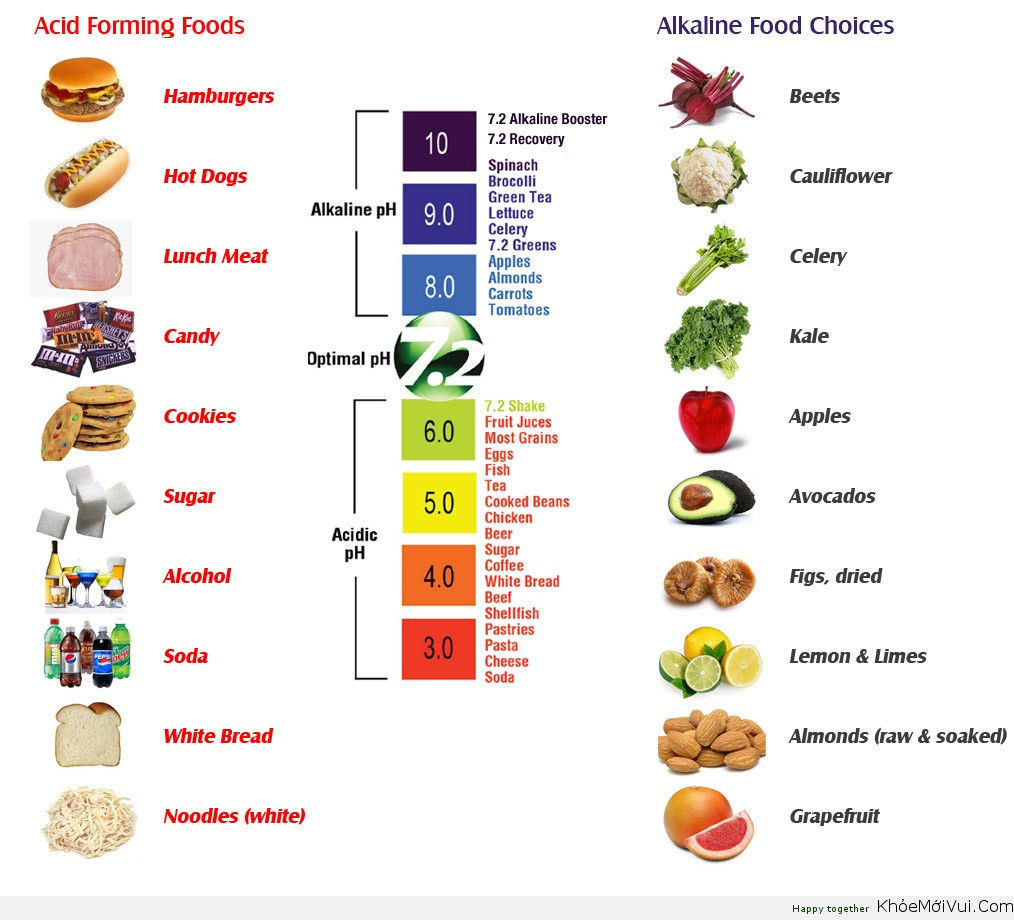 Acid Forming Foods
Hamburgers
Hot Dogs
Lunch Meat
Candy
Cookies
Sugar
Alcohol
Soda
White Bread
Noodles (white)
Alkaline pH
Optimal pH
Acidic
pH
10
9.0
8.0
7.2
6.0
5.0
4.0
3.0
7.2 Alkaline Booster
7.2 Recovery
Spinach
Brocolli
Green Tea
Lettuce
Celery
7.2 Greens
Apples
Almonds
Carrots
Tomatoes
7.2 Shake
Fruit Juces
Most Grains
Eggs
Fish
Tea
Cooked Beans
Chicken
Beer
Sugar
Coffee
White Bread
Beef
Shellfish
Pastries
Pasta
Cheese
Soda
Alkaline Food Choices
Beets
Cauliflower
Celery
Kale
Apples
Avocados
Figs, dried
Lemon & Limes
Almonds (raw & soaked)
Grapefruit
Happy together KhỏeMớiVui.Com